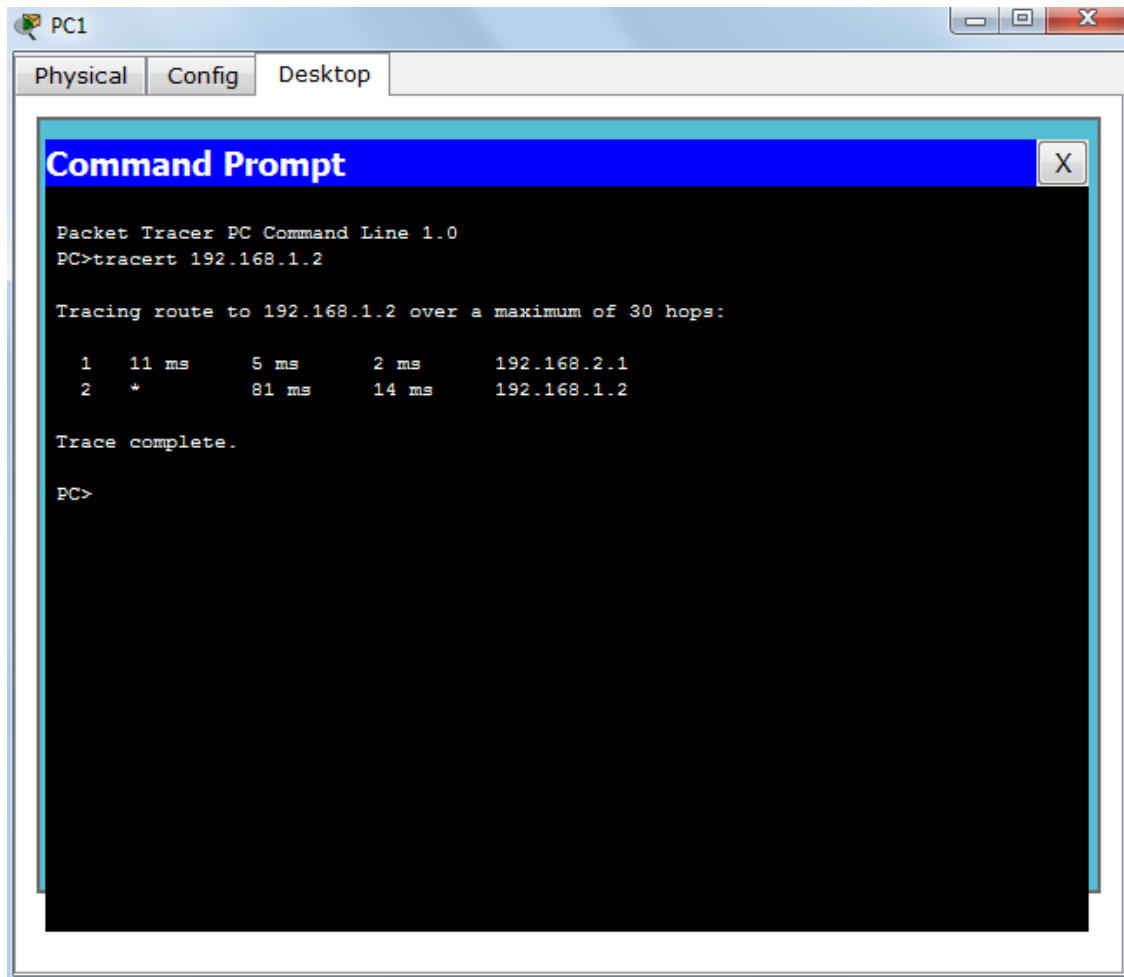 PC1
Physical Config Desktop
Command Prompt X
Packet Tracer PC Command Line 1.0
PC>tracert 192.168.1.2
Tracing route to 192.168.1.2 over a maximum of 30 hops:
1 11 ms 5 ms 2 ms 192.168.2.1
2 * 81 ms 14 ms 192.168.1.2
Trace complete.
PC>